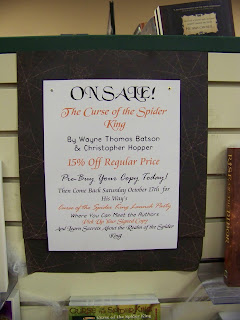 ON SALE!
The Curse of the Spider
King
By Wayne Thomas Batson
& Christopher Hopper
15% Off Regular Price
Pre-Buy Your Copy Today!
Then Come Back Saturday October 17th for
His Way's
Curse of the Spider King Launch Party
Where You Can Meet the Authors
Pick Up Your Signed Copy
And Learn Secrets About the Realm of the Spider
King